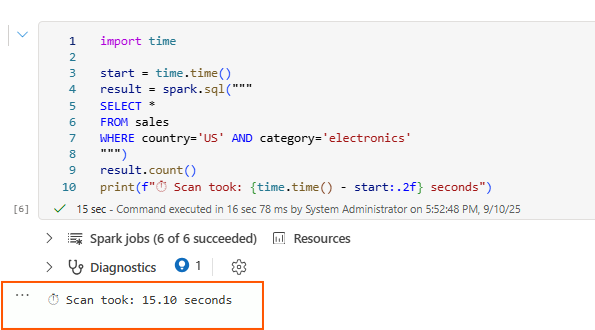 1 import time
2
3 start = time.time()
4 result = spark.sql("""
5 SELECT *
6 FROM sales
7 WHERE country='US' AND category='electronics'
8 """)
9 result.count()
10 print(f"⏱ Scan took: {time.time() - start:.2f} seconds")
[6] ✓ 15 sec - Command executed in 16 sec 78 ms by System Administrator on 5:52:48 PM, 9/10/25
Spark jobs (6 of 6 succeeded) Resources
Diagnostics 1
... ⏱ Scan took: 15.10 seconds